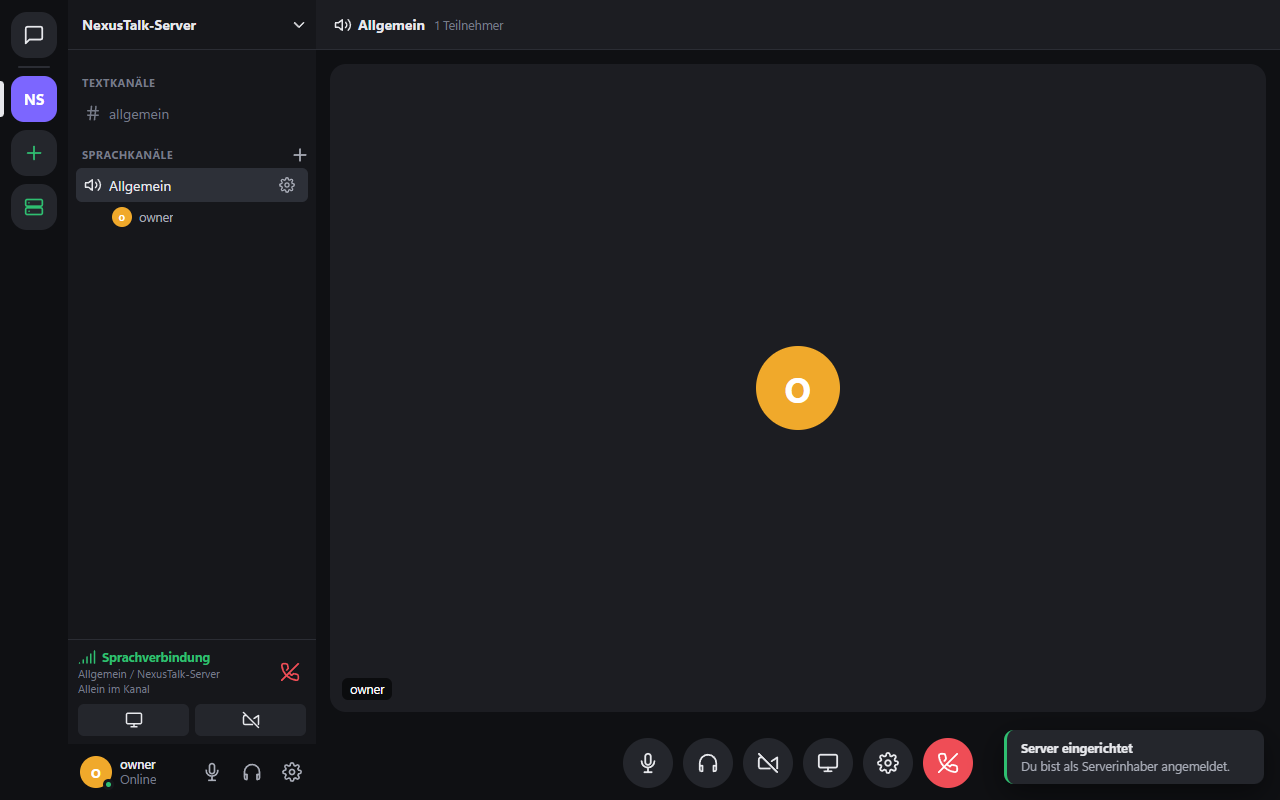 NexusTalk-Server
Allgemein 1 Teilnehmer
NS
TEXTKANÄLE
allgemein
SPRACHKANÄLE
Allgemein
o owner
o
owner
Sprachverbindung
Allgemein / NexusTalk-Server
Allein im Kanal
o owner
Online
Server eingerichtet
Du bist als Serverinhaber angemeldet.